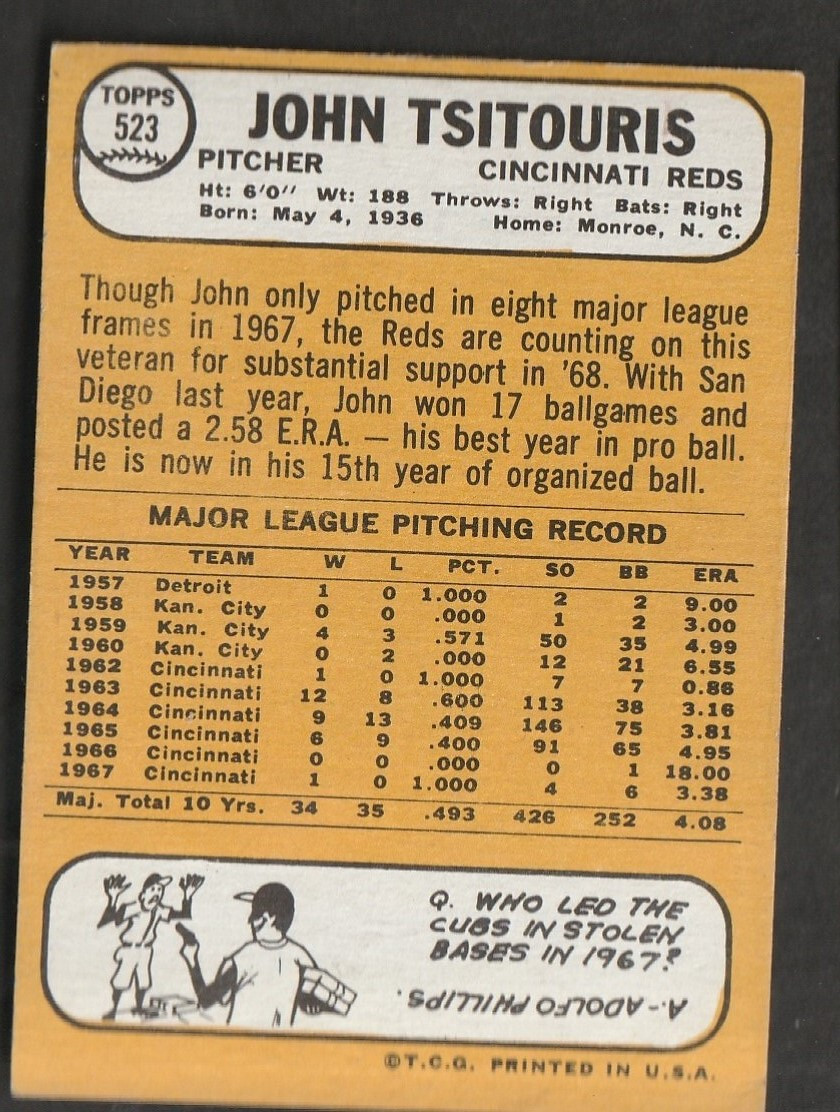 TOPPS
523
JOHN TSITOURIS
PITCHER CINCINNATI REDS
Ht: 6'0" Wt: 188 Throws: Right Bats: Right
Born: May 4, 1936 Home: Monroe, N. C.
Though John only pitched in eight major league
frames in 1967, the Reds are counting on this
veteran for substantial support in '68. With San
Diego last year, John won 17 ballgames and
posted a 2.58 E.R.A. — his best year in pro ball.
He is now in his 15th year of organized ball.
MAJOR LEAGUE PITCHING RECORD
YEAR TEAM W L PCT. SO BB ERA
1957 Detroit 1 0 1.000 2 2 9.00
1958 Kan. City 0 0 .000 1 2 3.00
1959 Kan. City 4 3 .571 50 35 4.99
1960 Kan. City 0 2 .000 12 21 6.55
1962 Cincinnati 1 0 1.000 7 7 0.86
1963 Cincinnati 12 8 .600 113 38 3.16
1964 Cincinnati 9 13 .409 146 75 3.81
1965 Cincinnati 6 9 .400 91 65 4.95
1966 Cincinnati 0 0 .000 0 1 18.00
1967 Cincinnati 1 0 1.000 4 6 3.38
Maj. Total 10 Yrs. 34 35 .493 426 252 4.08
Q. WHO LED THE
CUBS IN STOLEN
BASES IN 1967?
A.-ADOLFO PHILLIPS.
©T.C.G. PRINTED IN U.S.A.